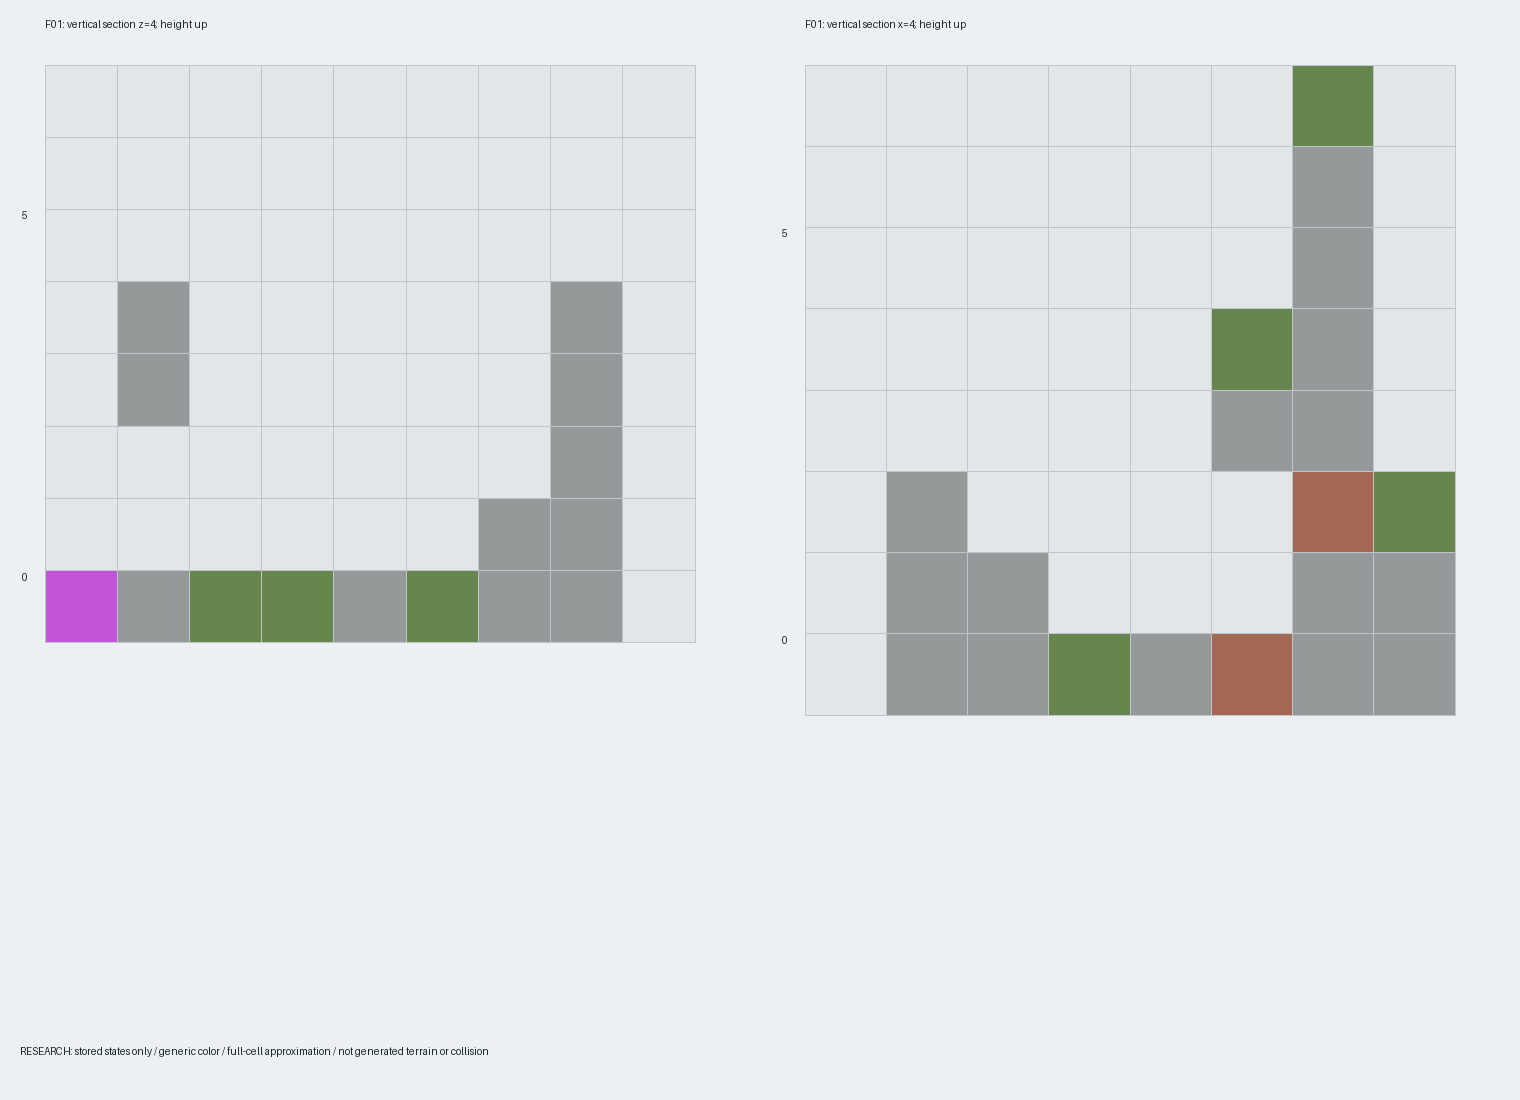 F01: vertical section z=4; height up
F01: vertical section x=4; height up
5
5
0
0
RESEARCH: stored states only / generic color / full-cell approximation / not generated terrain or collision